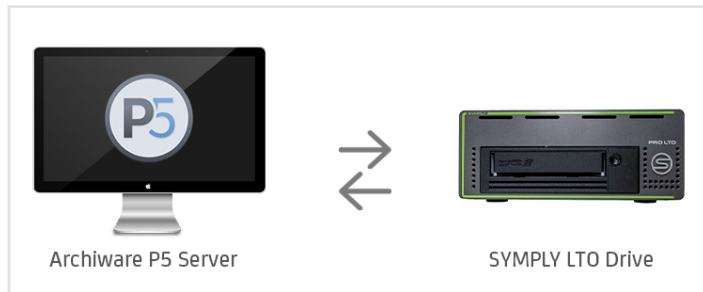 P5
PRO LTO
S
Archiware P5 Server
SYMPLY LTO Drive